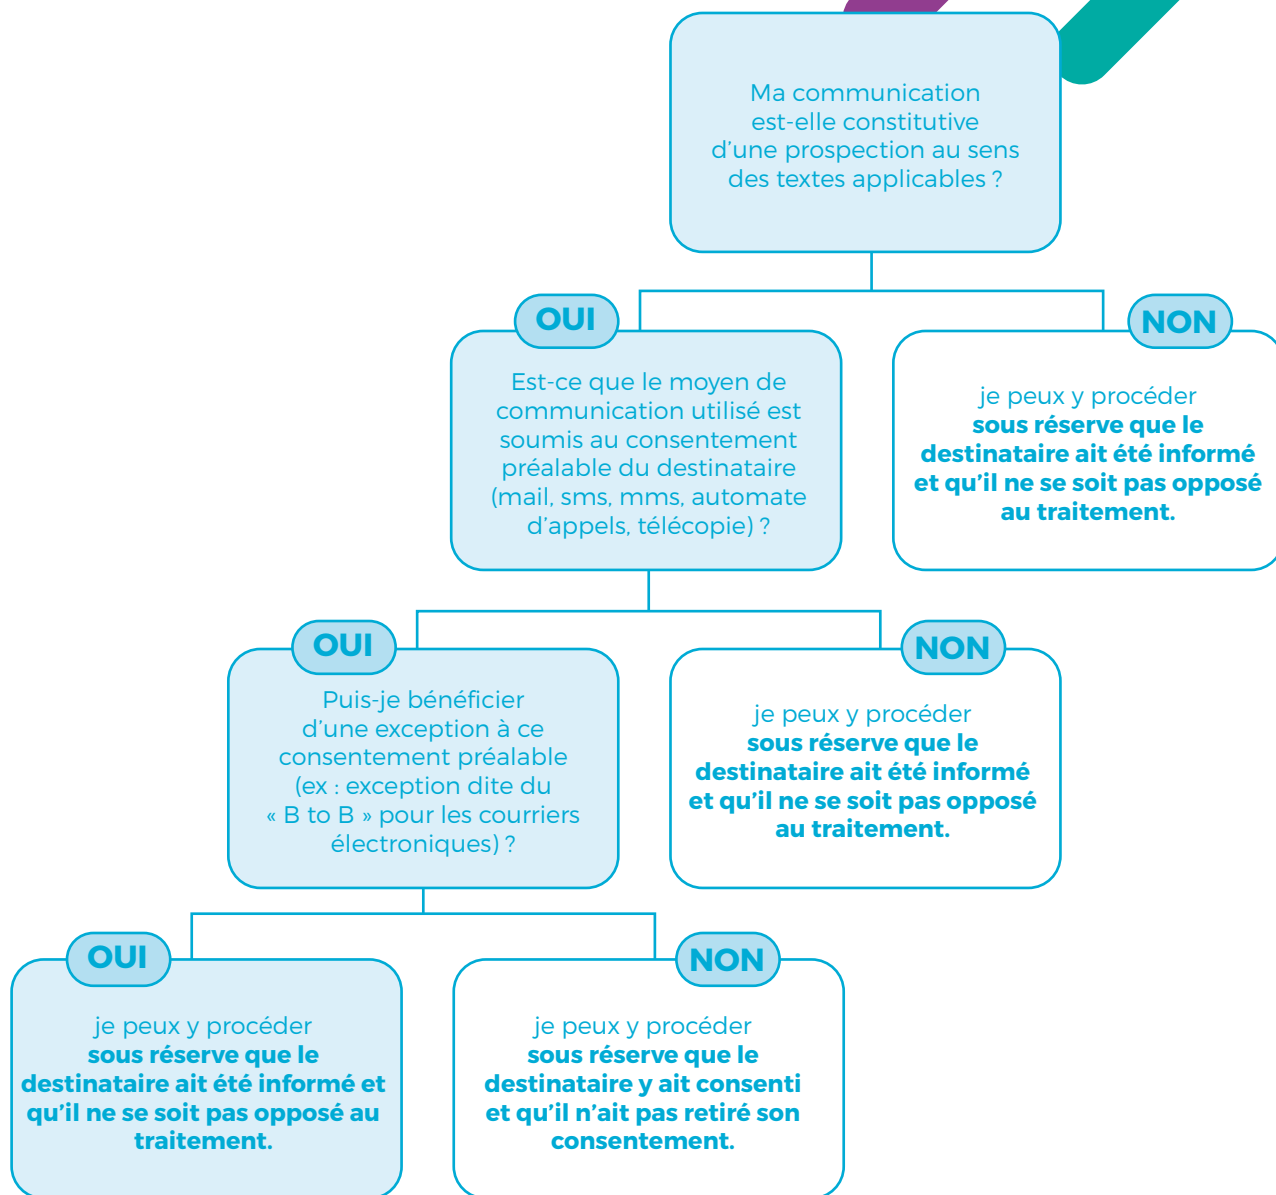 Ma communication
est-elle constitutive
d’une prospection au sens
des textes applicables ?
OUI
NON
Est-ce que le moyen de
communication utilisé est
soumis au consentement
préalable du destinataire
(mail, sms, mms, automate
d’appels, télécopie) ?
je peux y procéder
sous réserve que le
destinataire ait été informé
et qu’il ne se soit pas opposé
au traitement.
OUI
NON
Puis-je bénéficier
d’une exception à ce
consentement préalable
(ex : exception dite du
« B to B » pour les courriers
électroniques) ?
je peux y procéder
sous réserve que le
destinataire ait été informé
et qu’il ne se soit pas opposé
au traitement.
OUI
NON
je peux y procéder
sous réserve que le
destinataire ait été informé et
qu’il ne se soit pas opposé au
traitement.
je peux y procéder
sous réserve que le
destinataire y ait consenti
et qu’il n’ait pas retiré son
consentement.